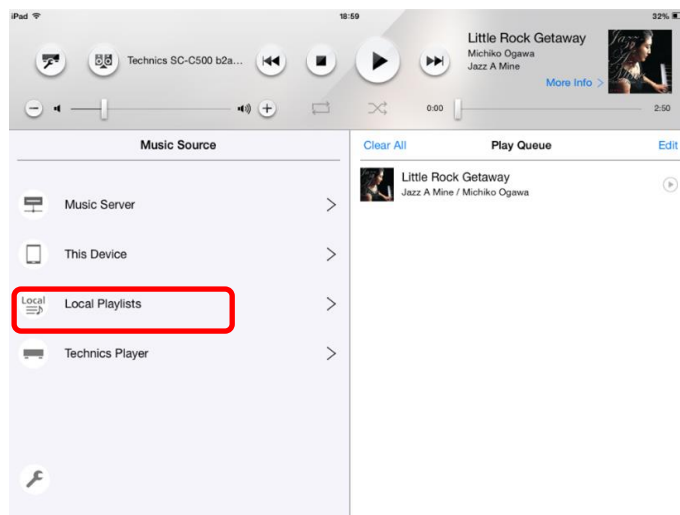 iPad 18:59 32%
Little Rock Getaway
Michiko Ogawa
Jazz A Mine
More Info >
Technics SC-C500 b2a...
0:00 2:50
Music Source
Clear All Play Queue Edit
Little Rock Getaway
Jazz A Mine / Michiko Ogawa
Music Server
This Device
Local
Local Playlists
Technics Player